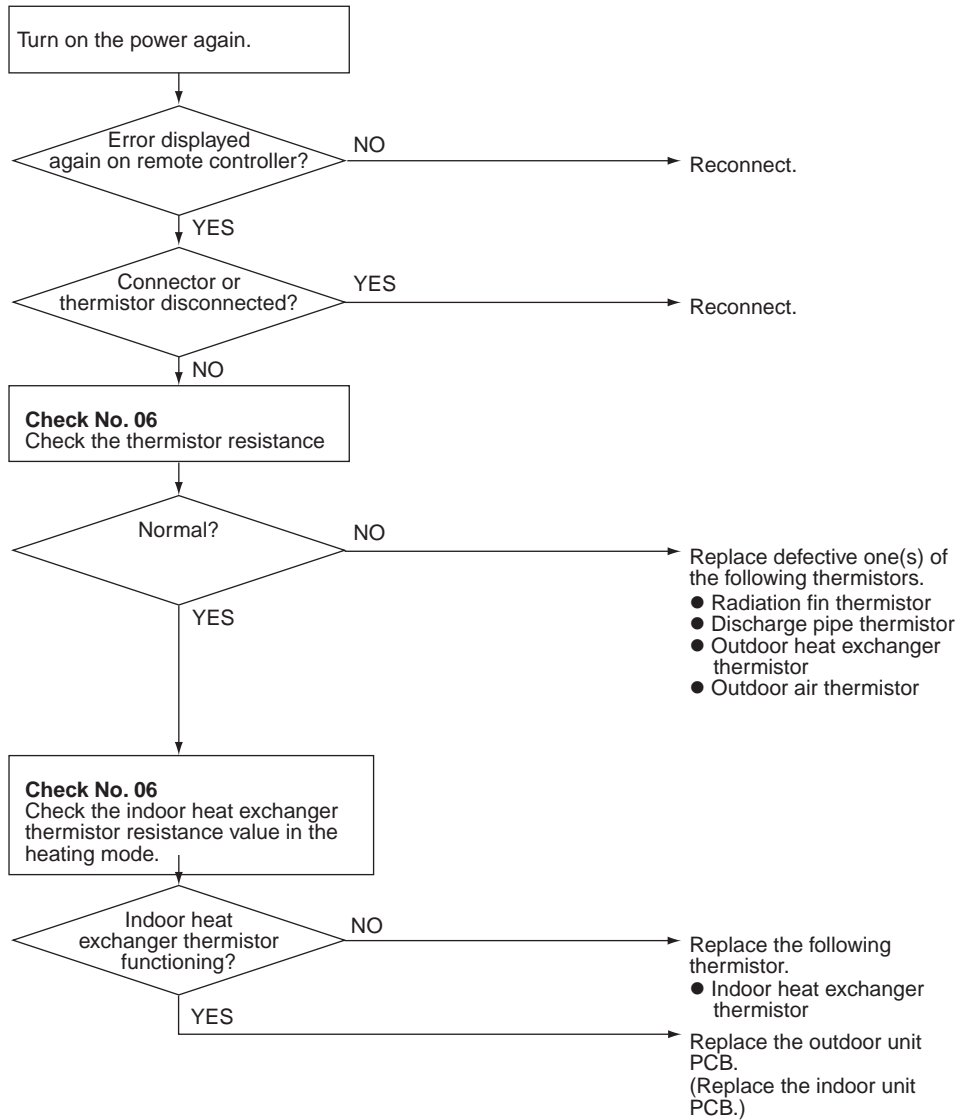 Turn on the power again.
Error displayed
again on remote controller?
NO
Reconnect.
YES
Connector or
thermistor disconnected?
YES
Reconnect.
NO
Check No. 06
Check the thermistor resistance
Normal?
NO
Replace defective one(s) of
the following thermistors.
● Radiation fin thermistor
● Discharge pipe thermistor
● Outdoor heat exchanger
thermistor
● Outdoor air thermistor
YES
Check No. 06
Check the indoor heat exchanger
thermistor resistance value in the
heating mode.
Indoor heat
exchanger thermistor
functioning?
NO
Replace the following
thermistor.
● Indoor heat exchanger
thermistor
YES
Replace the outdoor unit
PCB.
(Replace the indoor unit
PCB.)